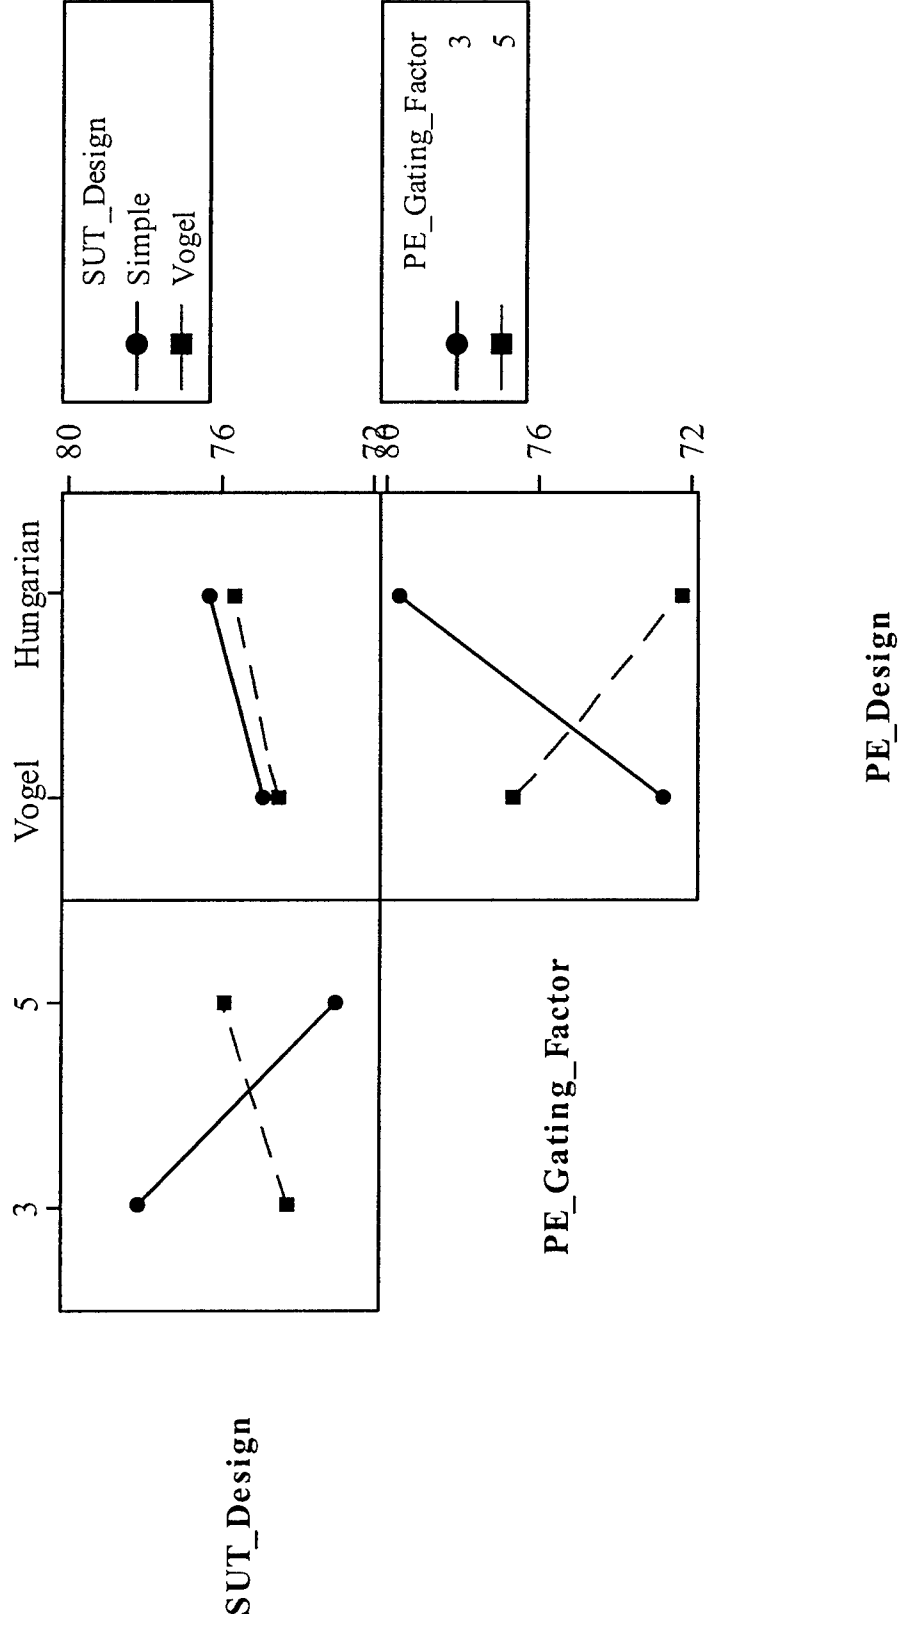 3
5
Vogel
Hungarian
80
76
72
SUT_Design
Simple
Vogel
SUT_Design
80
76
72
PE_Gating_Factor
3
5
PE_Gating_Factor
PE_Design